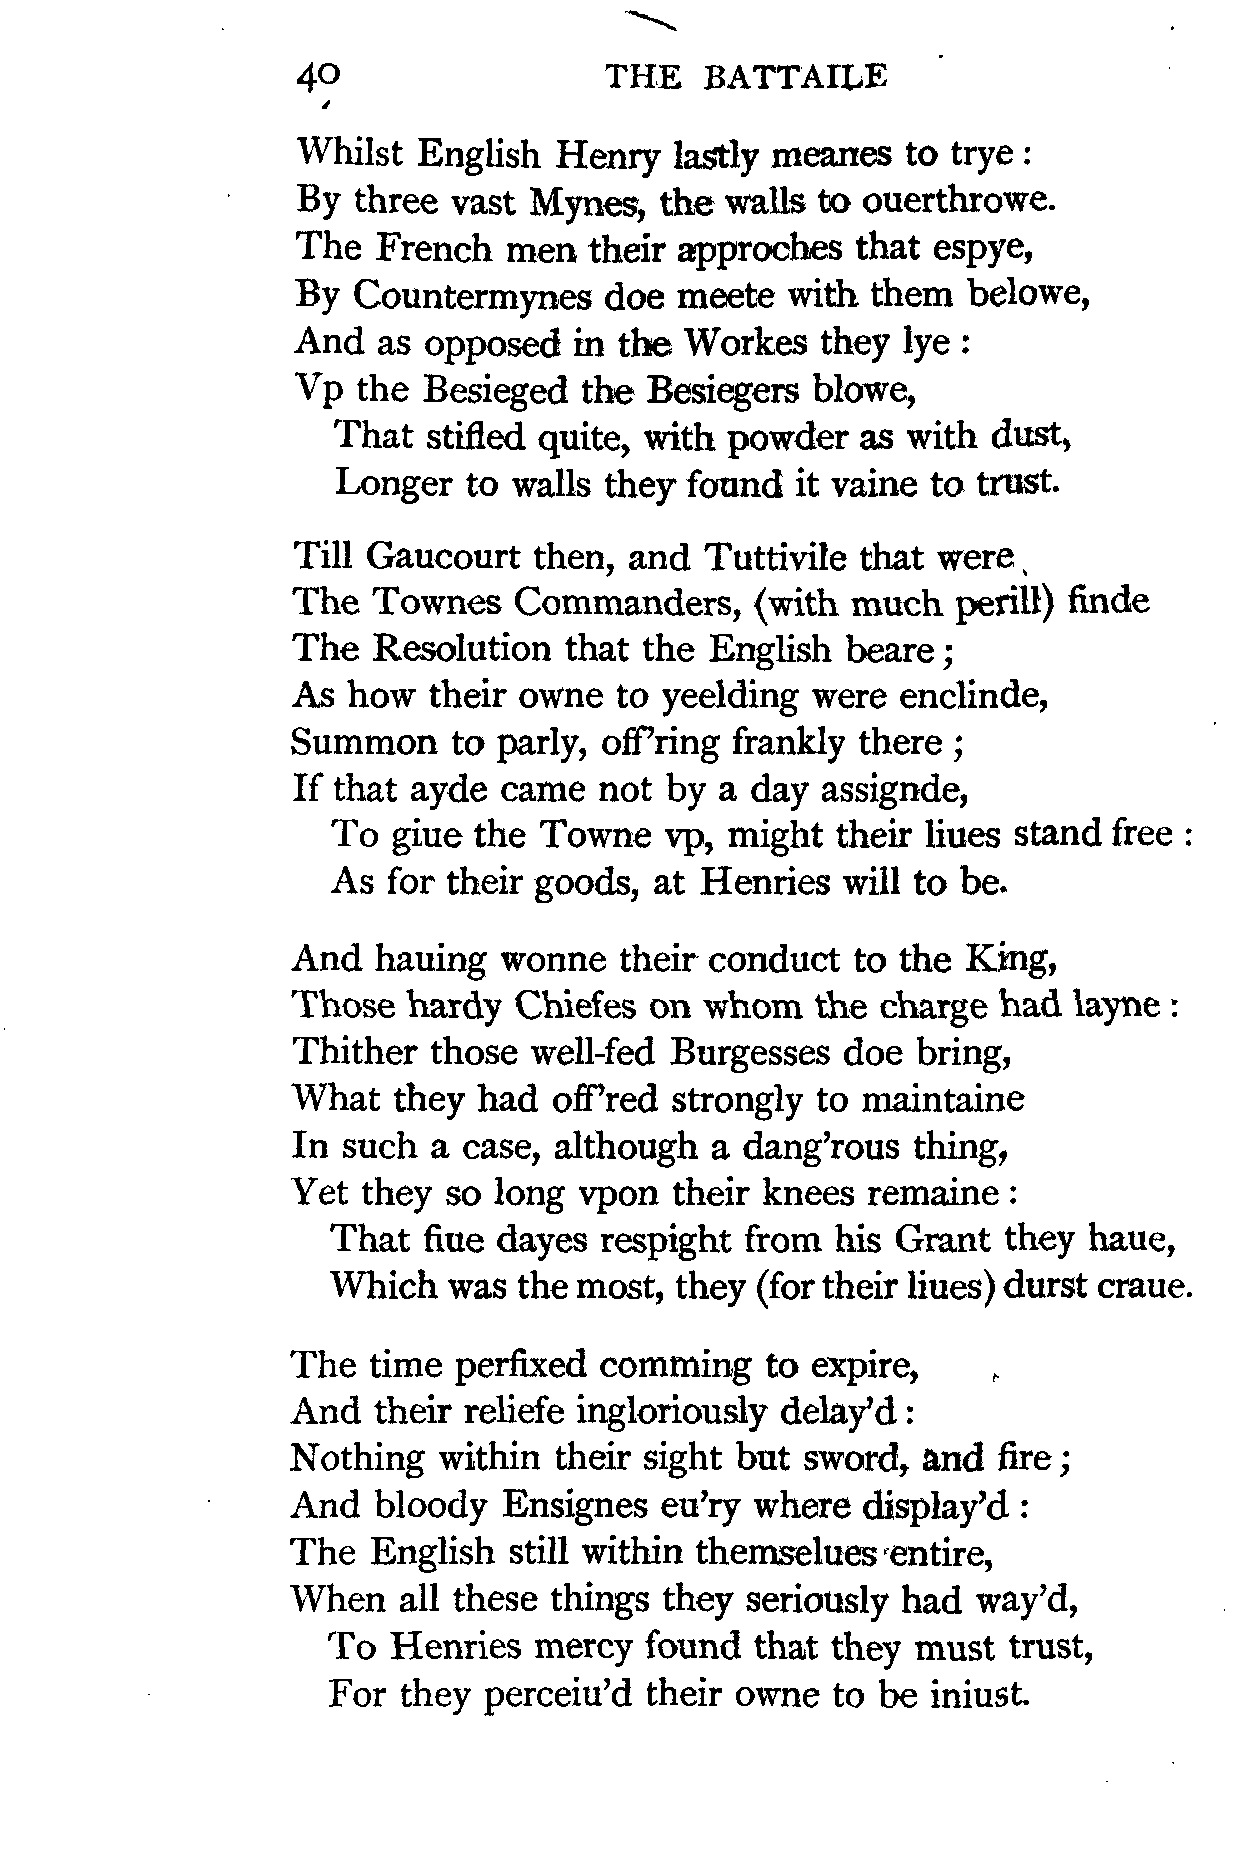 40 THE BATTAILE
Whilst English Henry lastly meanes to trye :
By three vast Mynes, the walls to ouerthrowe.
The French men their approches that espye,
By Countermynes doe meete with them belowe,
And as opposed in the Workes they lye :
Vp the Besieged the Besiegers blowe,
That stifled quite, with powder as with dust,
Longer to walls they found it vaine to trust.
Till Gaucourt then, and Tuttivile that were
The Townes Commanders, (with much perill) finde
The Resolution that the English beare ;
As how their owne to yeelding were enclinde,
Summon to parly, off'ring frankly there ;
If that ayde came not by a day assignde,
To giue the Towne vp, might their liues stand free :
As for their goods, at Henries will to be.
And hauing wonne their conduct to the King,
Those hardy Chiefes on whom the charge had layne :
Thither those well-fed Burgesses doe bring,
What they had off'red strongly to maintaine
In such a case, although a dang'rous thing,
Yet they so long vpon their knees remaine :
That fiue dayes respight from his Grant they haue,
Which was the most, they (for their liues) durst craue.
The time perfixed comming to expire,
And their reliefe ingloriously delay'd :
Nothing within their sight but sword, and fire ;
And bloody Ensignes eu'ry where display'd :
The English still within themselues entire,
When all these things they seriously had way'd,
To Henries mercy found that they must trust,
For they perceiu'd their owne to be iniust.